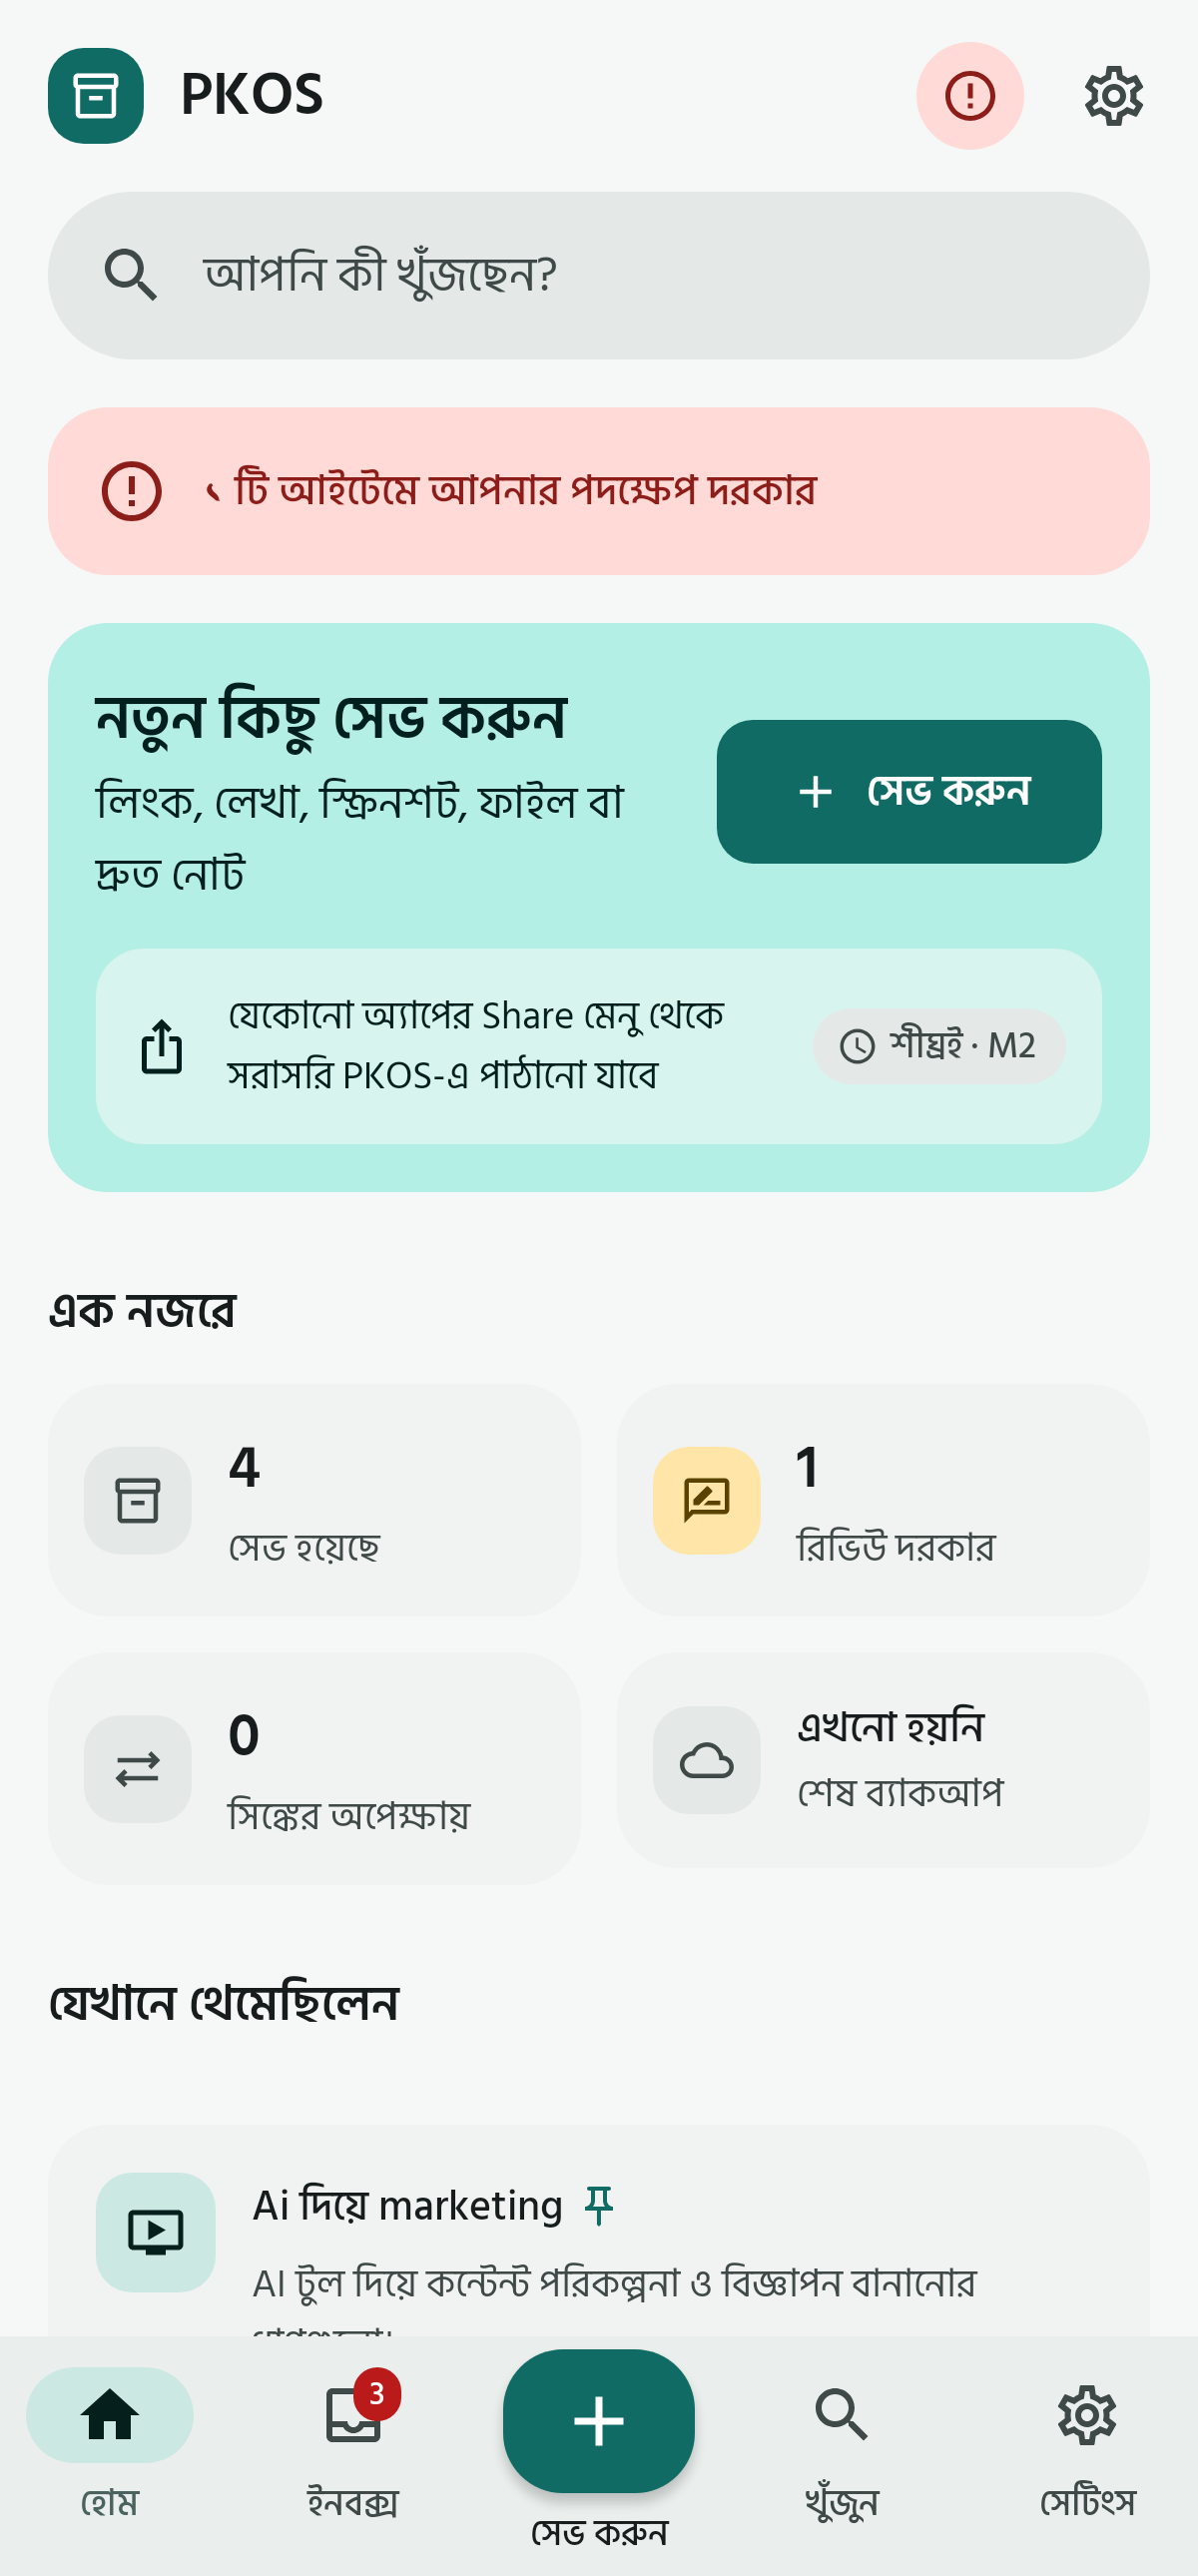 PKOS
আপনি কী খুঁজছেন?
টি আইটেমে আপনার পদক্ষেপ দরকার
নতুন কিছু সেভ করুন
লিংক, লেখা, স্ক্রিনশট, ফাইল বা
দ্রুত নোট
+ সেভ করুন
যেকোনো অ্যাপের Share মেনু থেকে
সরাসরি PKOS-এ পাঠানো যাবে
শীঘ্রই · M2
এক নজরে
4
সেভ হয়েছে
1
রিভিউ দরকার
0
সিঙ্কের অপেক্ষায়
এখনো হয়নি
শেষ ব্যাকআপ
যেখানে থেমেছিলেন
Ai দিয়ে marketing
AI টুল দিয়ে কন্টেন্ট পরিকল্পনা ও বিজ্ঞাপন বানানোর
হোম
3
ইনবক্স
সেভ করুন
খুঁজুন
সেটিংস